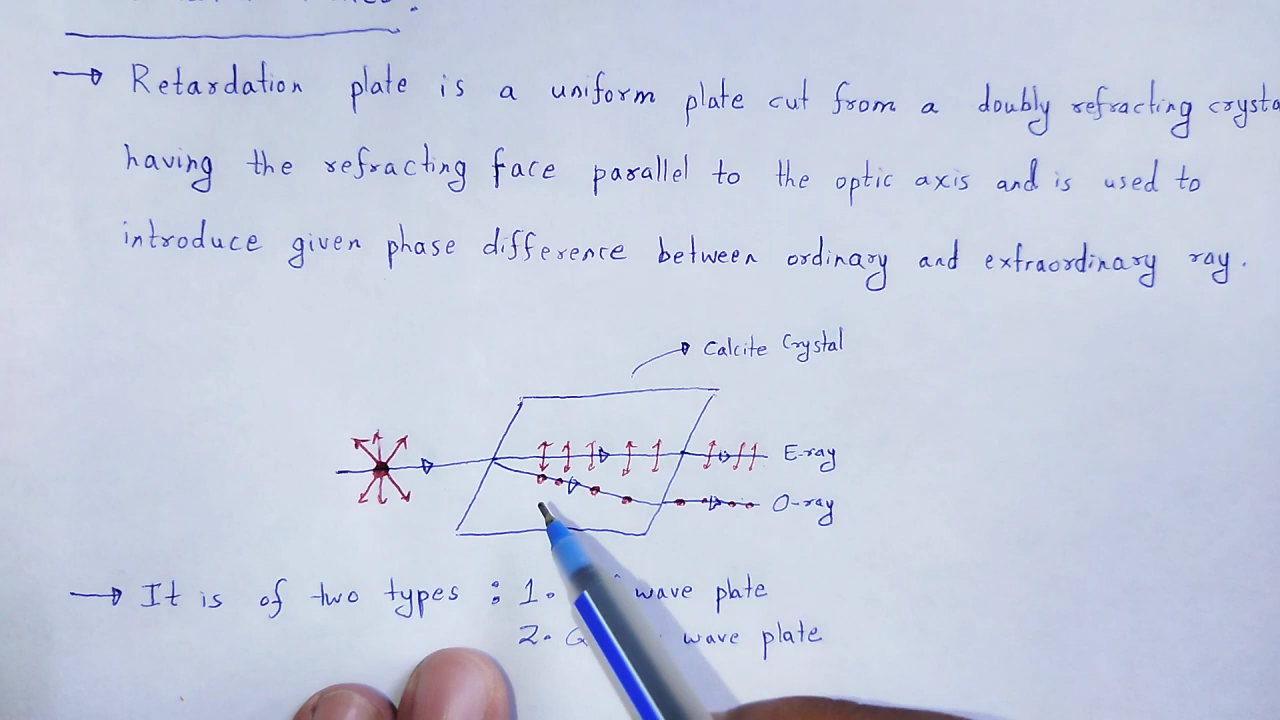 → Retardation plate is a uniform plate cut from a doubly refracting crysta
having the refracting face parallel to the optic axis and is used to
introduce given phase difference between ordinary and extraordinary ray.
Calcite Crystal
E-ray
O-ray
→ It is of two types : 1. wave plate
2. wave plate